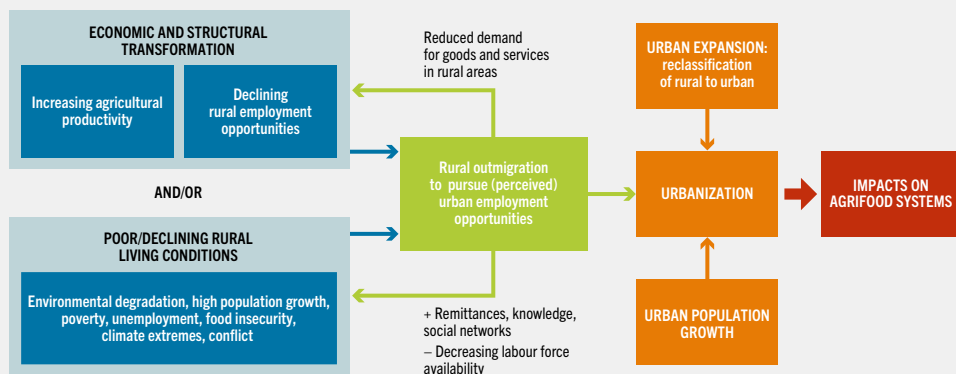 ECONOMIC AND STRUCTURAL
TRANSFORMATION
Increasing agricultural
productivity
Declining
rural employment
opportunities
AND/OR
POOR/DECLINING RURAL
LIVING CONDITIONS
Environmental degradation, high population growth,
poverty, unemployment, food insecurity,
climate extremes, conflict
Reduced demand
for goods and services
in rural areas
Rural outmigration
to pursue (perceived)
urban employment
opportunities
+ Remittances, knowledge,
social networks
– Decreasing labour force
availability
URBAN EXPANSION:
reclassification
of rural to urban
URBANIZATION
URBAN POPULATION
GROWTH
IMPACTS ON
AGRIFOOD SYSTEMS